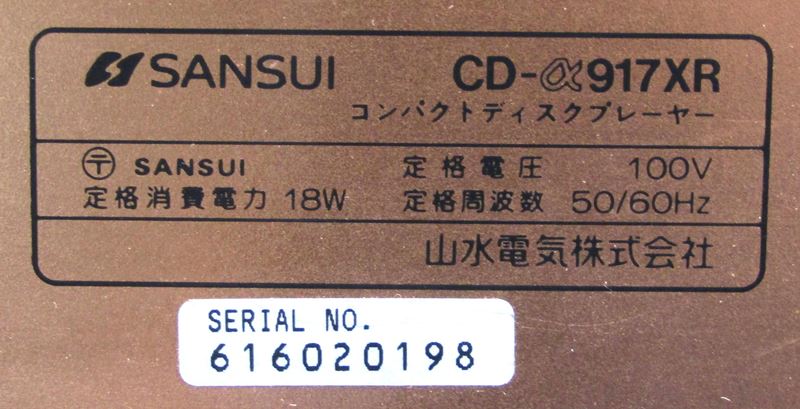 SANSUI CD-α917XR
コンパクトディスクプレーヤー
〒 SANSUI 定格電圧 100V
定格消費電力 18W 定格周波数 50/60Hz
山水電気株式会社
SERIAL NO.
616020198